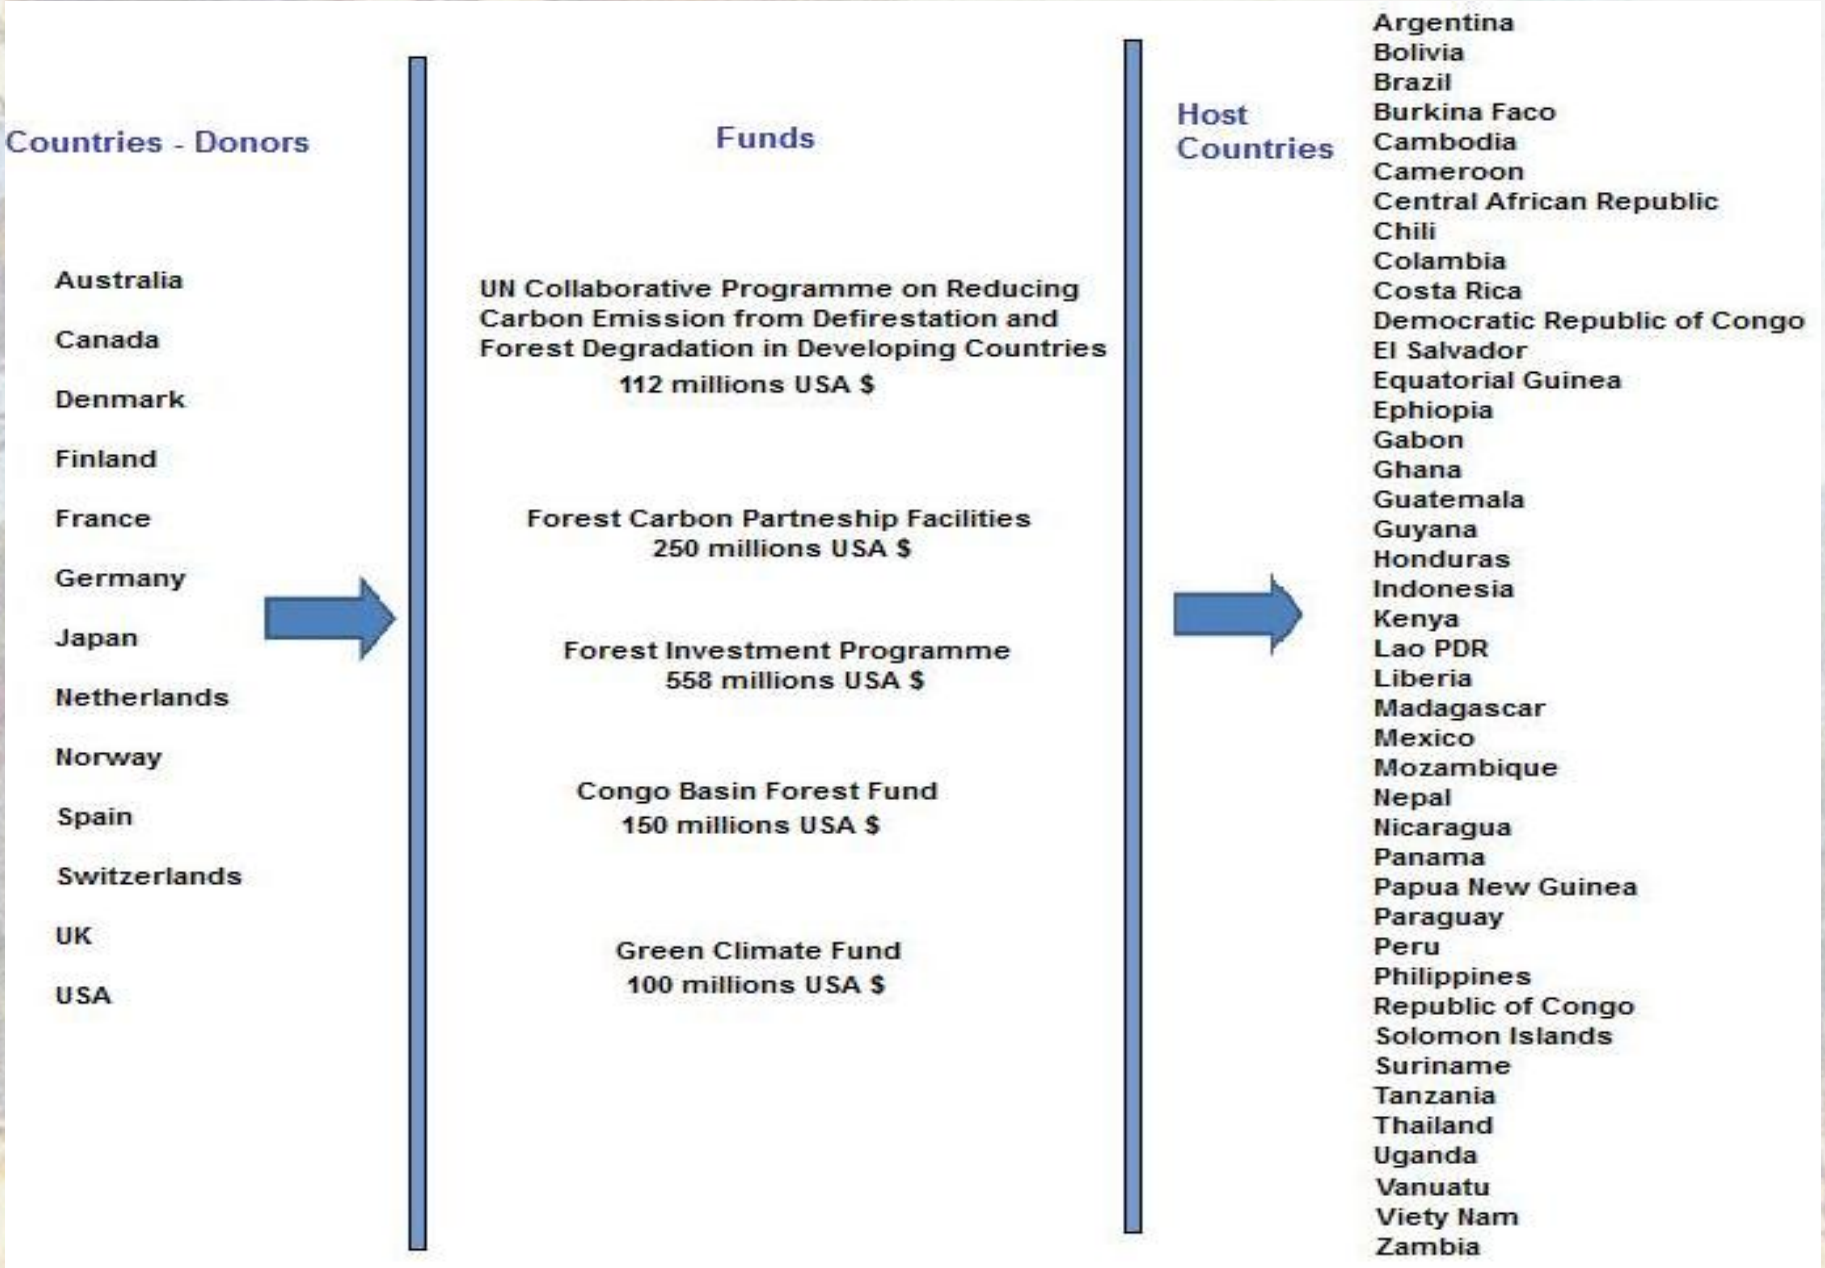 Countries - Donors
Australia
Canada
Denmark
Finland
France
Germany
Japan
Netherlands
Norway
Spain
Switzerlands
UK
USA
Funds
UN Collaborative Programme on Reducing
Carbon Emission from Defirestation and
Forest Degradation in Developing Countries
112 millions USA $
Forest Carbon Partneship Facilities
250 millions USA $
Forest Investment Programme
558 millions USA $
Congo Basin Forest Fund
150 millions USA $
Green Climate Fund
100 millions USA $
Host
Countries
Argentina
Bolivia
Brazil
Burkina Faco
Cambodia
Cameroon
Central African Republic
Chili
Colambia
Costa Rica
Democratic Republic of Congo
El Salvador
Equatorial Guinea
Ephiopia
Gabon
Ghana
Guatemala
Guyana
Honduras
Indonesia
Kenya
Lao PDR
Liberia
Madagascar
Mexico
Mozambique
Nepal
Nicaragua
Panama
Papua New Guinea
Paraguay
Peru
Philippines
Republic of Congo
Solomon Islands
Suriname
Tanzania
Thailand
Uganda
Vanuatu
Viety Nam
Zambia